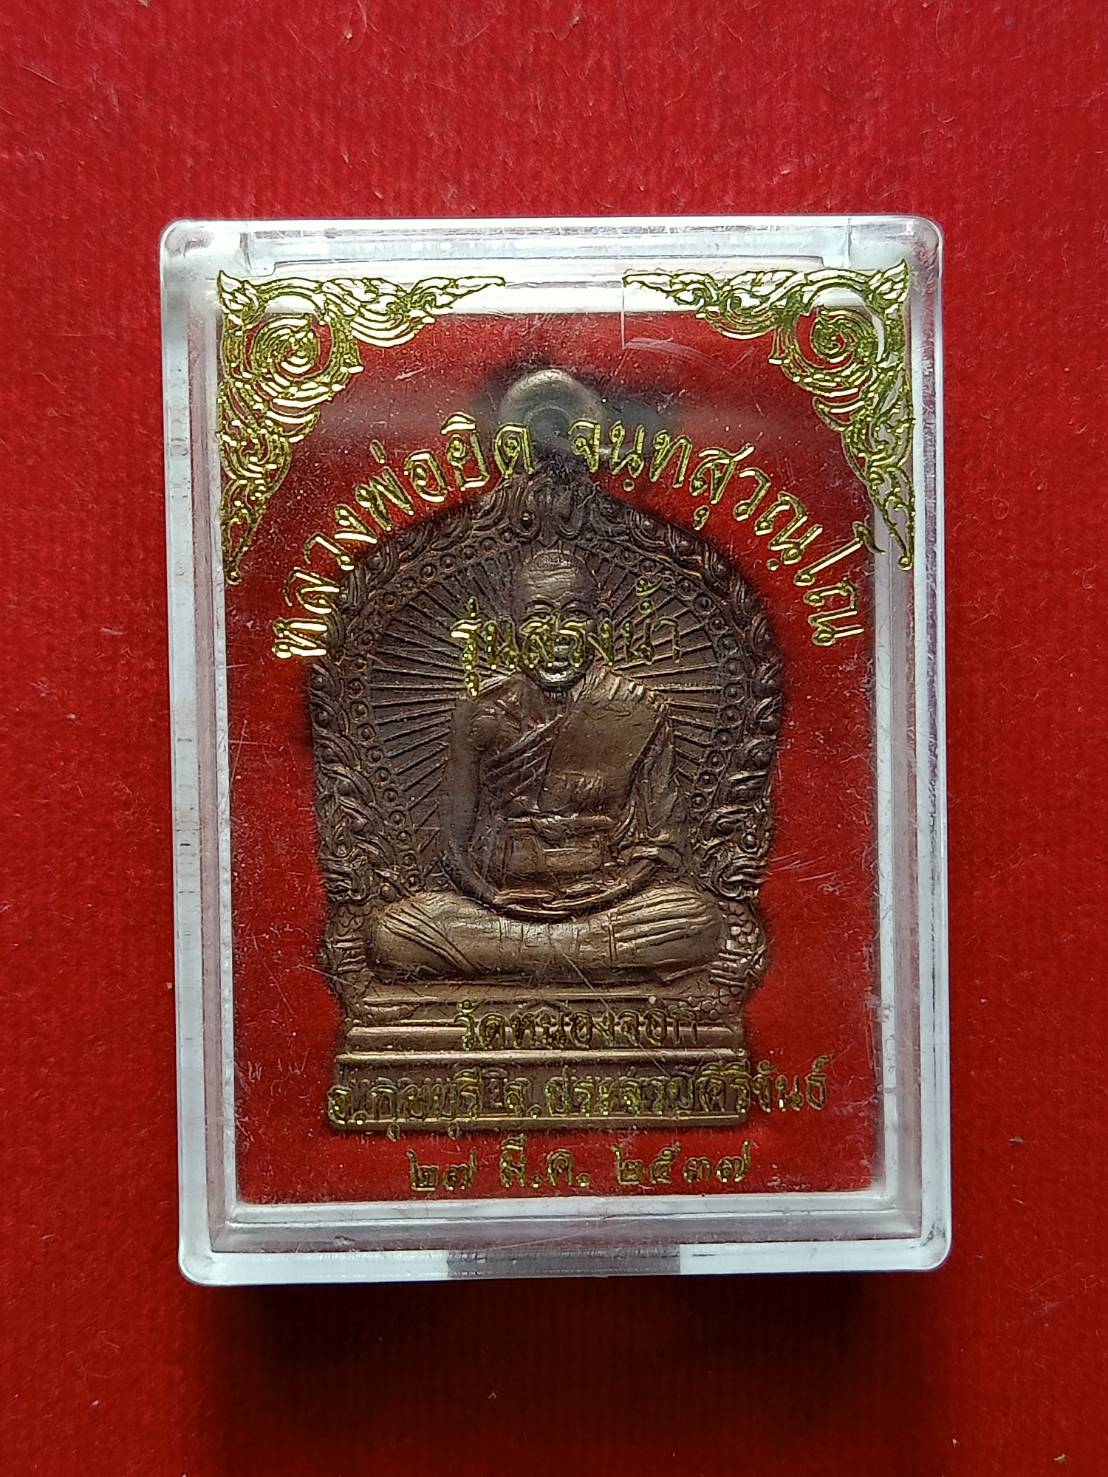 หลวงพ่อยิด จนฺทสุวณฺโณ
รุ่นสรงน้ำ
วัดหนองจอก
อ.กุยบุรี จ.ประจวบคีรีขันธ์
๒๗ มี.ค. ๒๕๓๗